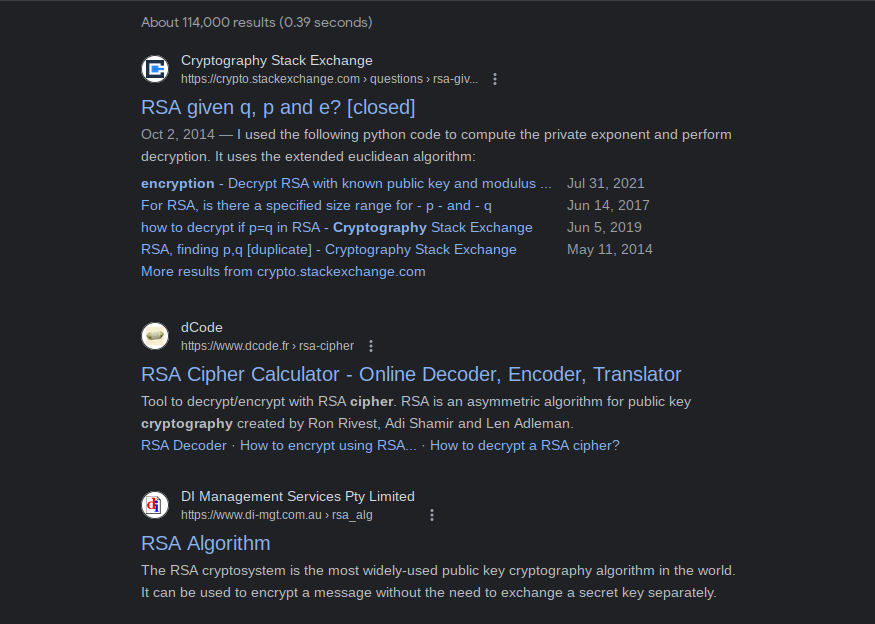 About 114,000 results (0.39 seconds)
Cryptography Stack Exchange
https://crypto.stackexchange.com › questions › rsa-giv...
RSA given q, p and e? [closed]
Oct 2, 2014 — I used the following python code to compute the private exponent and perform
decryption. It uses the extended euclidean algorithm:
encryption - Decrypt RSA with known public key and modulus ... Jul 31, 2021
For RSA, is there a specified size range for - p - and - q Jun 14, 2017
how to decrypt if p=q in RSA - Cryptography Stack Exchange Jun 5, 2019
RSA, finding p,q [duplicate] - Cryptography Stack Exchange May 11, 2014
More results from crypto.stackexchange.com
dCode
https://www.dcode.fr › rsa-cipher
RSA Cipher Calculator - Online Decoder, Encoder, Translator
Tool to decrypt/encrypt with RSA cipher. RSA is an asymmetric algorithm for public key
cryptography created by Ron Rivest, Adi Shamir and Len Adleman.
RSA Decoder · How to encrypt using RSA... · How to decrypt a RSA cipher?
di
DI Management Services Pty Limited
https://www.di-mgt.com.au › rsa_alg
RSA Algorithm
The RSA cryptosystem is the most widely-used public key cryptography algorithm in the world.
It can be used to encrypt a message without the need to exchange a secret key separately.